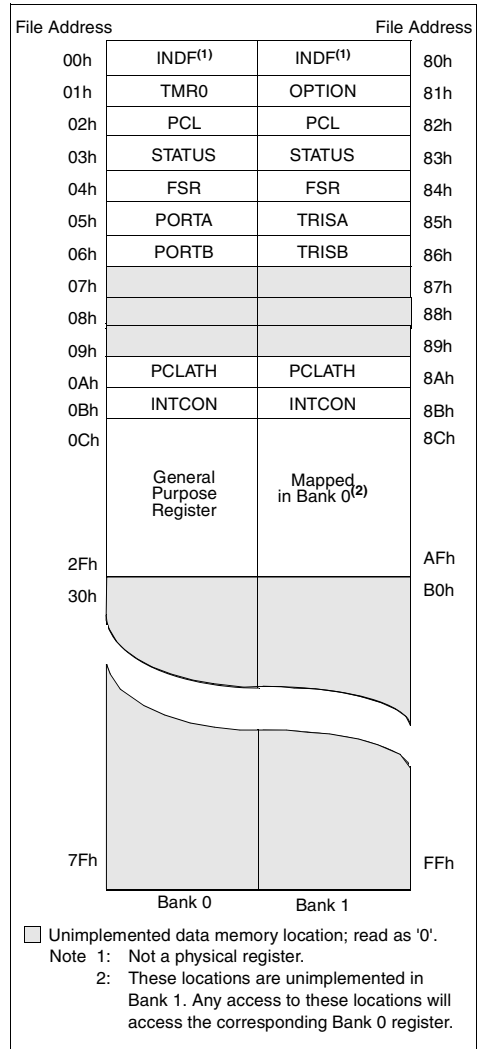 File Address File Address
00h INDF(1) INDF(1) 80h
01h TMR0 OPTION 81h
02h PCL PCL 82h
03h STATUS STATUS 83h
04h FSR FSR 84h
05h PORTA TRISA 85h
06h PORTB TRISB 86h
07h 87h
08h 88h
09h 89h
0Ah PCLATH PCLATH 8Ah
0Bh INTCON INTCON 8Bh
0Ch 8Ch
General Mapped
Purpose in Bank 0(2)
Register
2Fh AFh
30h B0h
7Fh FFh
Bank 0 Bank 1
Unimplemented data memory location; read as '0'.
Note 1: Not a physical register.
2: These locations are unimplemented in
Bank 1. Any access to these locations will
access the corresponding Bank 0 register.